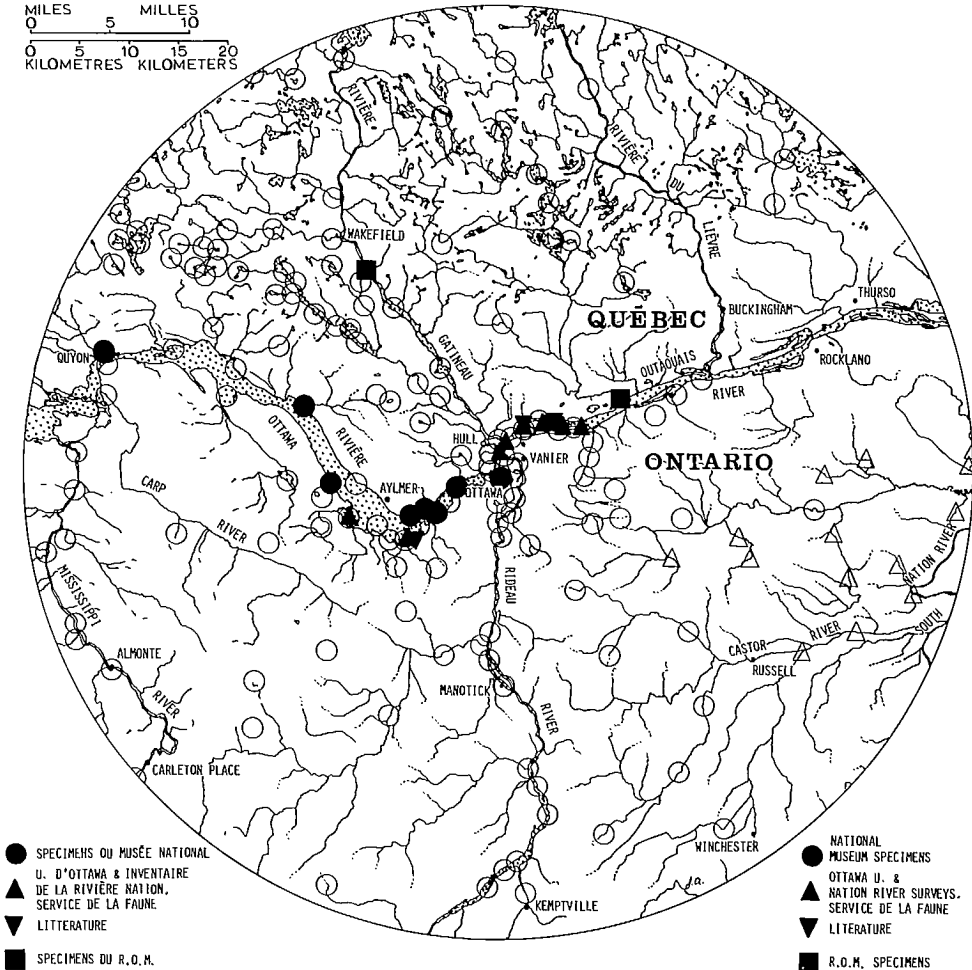 MILES MILLES
0 5 10
0 5 10 15 20
KILOMETRES KILOMETERS
RIVIÈRE
RIVIÈRE
DU
LIÈVRE
WAKEFIELD
THURSO
BUCKINGHAM
QUÉBEC
GATINEAU
OUTAOUAIS
ROCKLAND
QUYON
RIVER
OTTAWA
RIVIÈRE
HULL
VANIER
ONTARIO
AYLMER
OTTAWA
CARP
RIVER
NATION RIVER
MISSISSIPPI
RIDEAU
SOUTH
CASTOR
RIVER
ALMONTE
RUSSELL
MANOTICK
RIVER
RIVER
CARLETON PLACE
WINCHESTER
J.a.
KEMPTVILLE
SPECIMENS OU MUSÉE NATIONAL
U. D'OTTAWA & INVENTAIRE
DE LA RIVIÈRE NATION,
SERVICE DE LA FAUNE
LITTERATURE
SPECIMENS DU R.O.M.
NATIONAL
MUSEUM SPECIMENS
OTTAWA U. &
NATION RIVER SURVEYS.
SERVICE DE LA FAUNE
LITERATURE
R.O.M. SPECIMENS